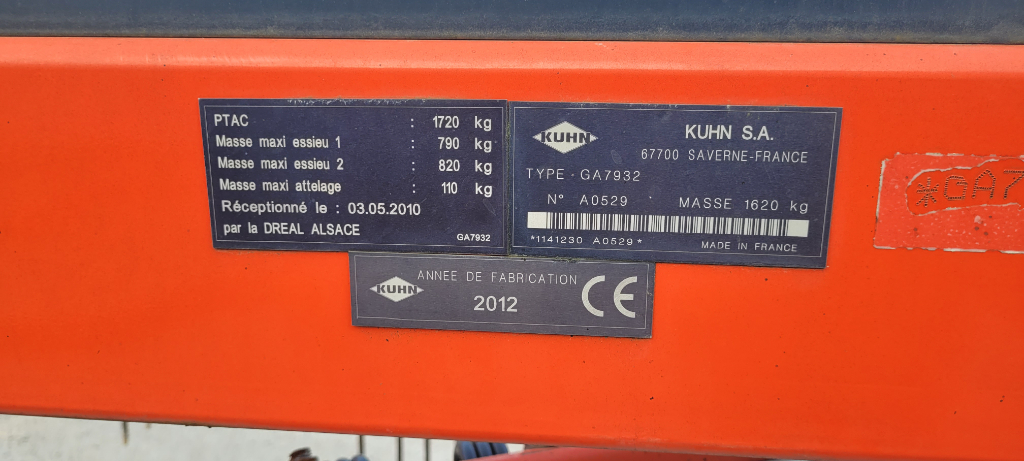 PTAC : 1720 kg
Masse maxi essieu 1 : 790 kg
Masse maxi essieu 2 : 820 kg
Masse maxi attelage : 110 kg
Réceptionné le : 03.05.2010
par la DREAL ALSACE
GA7932
KUHN
KUHN S.A.
67700 SAVERNE-FRANCE
TYPE · GA7932
N° A0529 MASSE 1620 kg
*1141230 A0529*
MADE IN FRANCE
KUHN
ANNEE DE FABRICATION
2012
CE
*GA7